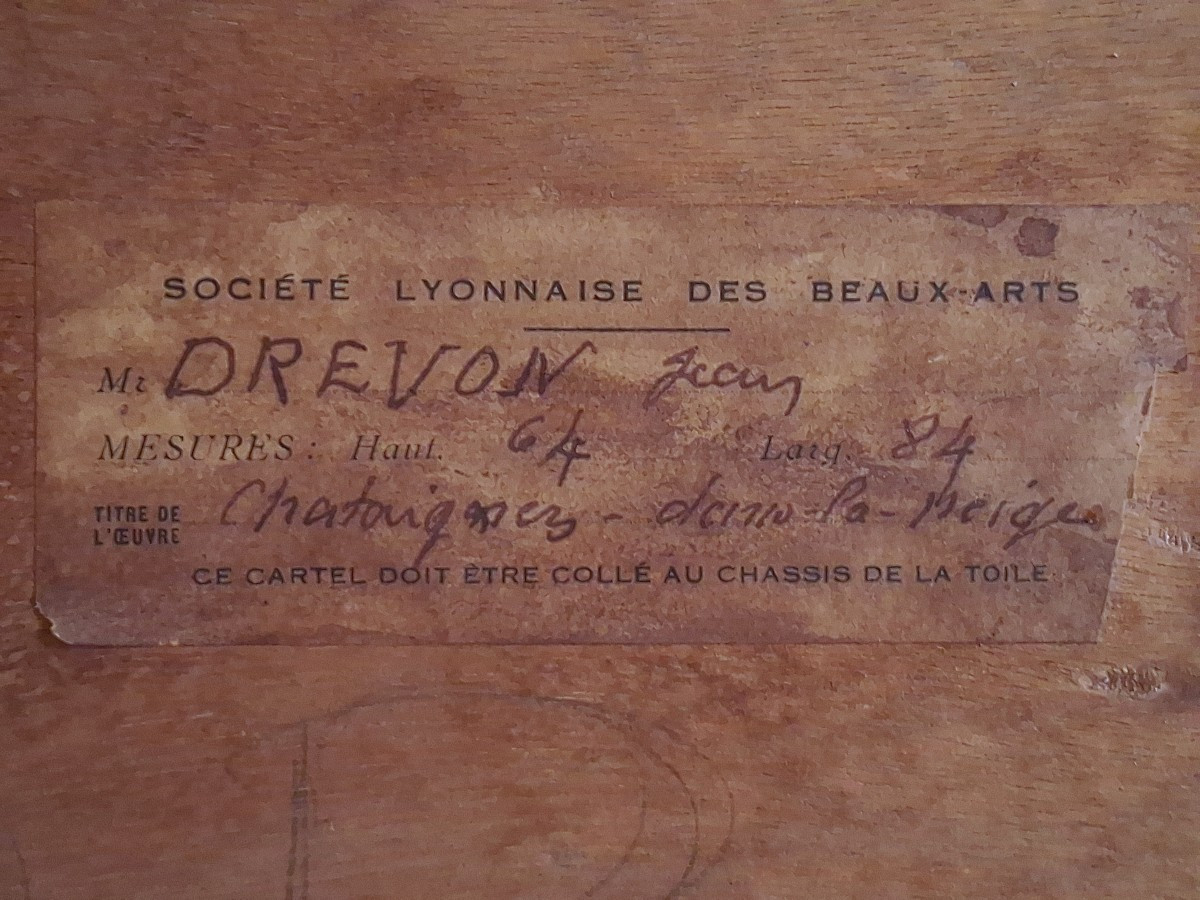 SOCIÉTÉ LYONNAISE DES BEAUX-ARTS
Mr DREVON Jean
MESURES : Haut. 64 Larg. 84
TITRE DE L'ŒUVRE Chataigniers - dans-la-neige
CE CARTEL DOIT ÊTRE COLLÉ AU CHASSIS DE LA TOILE